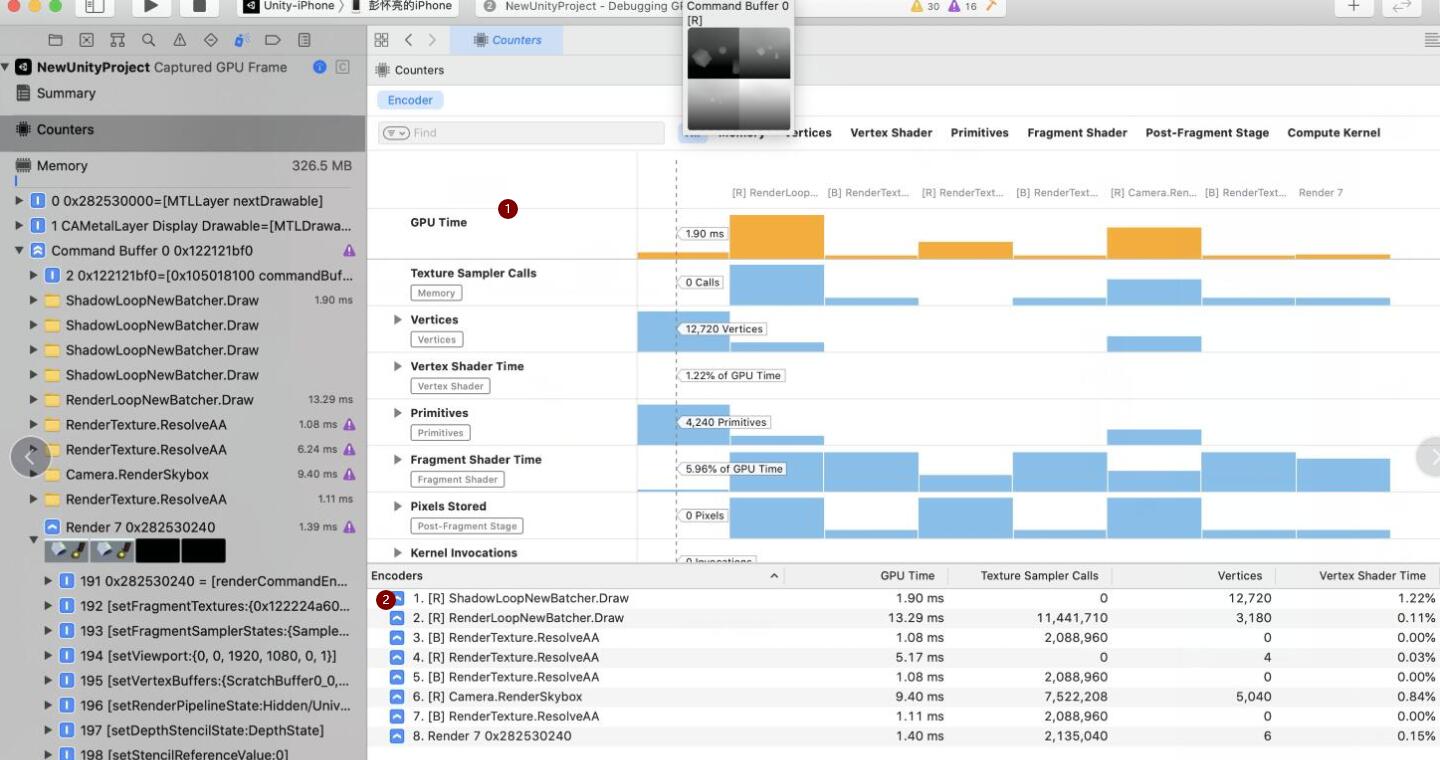 Unity-iPhone 〉 彭怀亮的iPhone
2 NewUnityProject - Debugging GP
30 16
Command Buffer 0
[R]
Counters
NewUnityProject Captured GPU Frame
Summary
Counters
Memory 326.5 MB
0 0x282530000=[MTLLayer nextDrawable]
1 CAMetalLayer Display Drawable=[MTLDrawa...
Command Buffer 0 0x122121bf0
2 0x122121bf0=[0x105018100 commandBuf...
ShadowLoopNewBatcher.Draw 1.90 ms
ShadowLoopNewBatcher.Draw
ShadowLoopNewBatcher.Draw
ShadowLoopNewBatcher.Draw
RenderLoopNewBatcher.Draw 13.29 ms
RenderTexture.ResolveAA 1.08 ms
RenderTexture.ResolveAA 6.24 ms
Camera.RenderSkybox 9.40 ms
RenderTexture.ResolveAA 1.11 ms
Render 7 0x282530240 1.39 ms
191 0x282530240 = [renderCommandEn...
192 [setFragmentTextures:{0x122224a60...
193 [setFragmentSamplerStates:{Sample...
194 [setViewport:{0, 0, 1920, 1080, 0, 1}]
195 [setVertexBuffers:{ScratchBuffer0_0,...
196 [setRenderPipelineState:Hidden/Univ...
197 [setDepthStencilState:DepthState]
198 [setStencilReferenceValue:0]
Counters
Encoder
Find
Vertices Vertex Shader Primitives Fragment Shader Post-Fragment Stage Compute Kernel
[R] RenderLoop... [B] RenderText... [R] RenderText... [B] RenderText... [R] Camera.Ren... [B] RenderText... Render 7
1
GPU Time 1.90 ms
Texture Sampler Calls 0 Calls
Memory
Vertices 12,720 Vertices
Vertices
Vertex Shader Time 1.22% of GPU Time
Vertex Shader
Primitives 4,240 Primitives
Primitives
Fragment Shader Time 5.96% of GPU Time
Fragment Shader
Pixels Stored 0 Pixels
Post-Fragment Stage
Kernel Invocations 0 Invocations
Encoders GPU Time Texture Sampler Calls Vertices Vertex Shader Time
2 1. [R] ShadowLoopNewBatcher.Draw 1.90 ms 0 12,720 1.22%
2. [R] RenderLoopNewBatcher.Draw 13.29 ms 11,441,710 3,180 0.11%
3. [B] RenderTexture.ResolveAA 1.08 ms 2,088,960 0 0.00%
4. [R] RenderTexture.ResolveAA 5.17 ms 0 4 0.03%
5. [B] RenderTexture.ResolveAA 1.08 ms 2,088,960 0 0.00%
6. [R] Camera.RenderSkybox 9.40 ms 7,522,208 5,040 0.84%
7. [B] RenderTexture.ResolveAA 1.11 ms 2,088,960 0 0.00%
8. Render 7 0x282530240 1.40 ms 2,135,040 6 0.15%